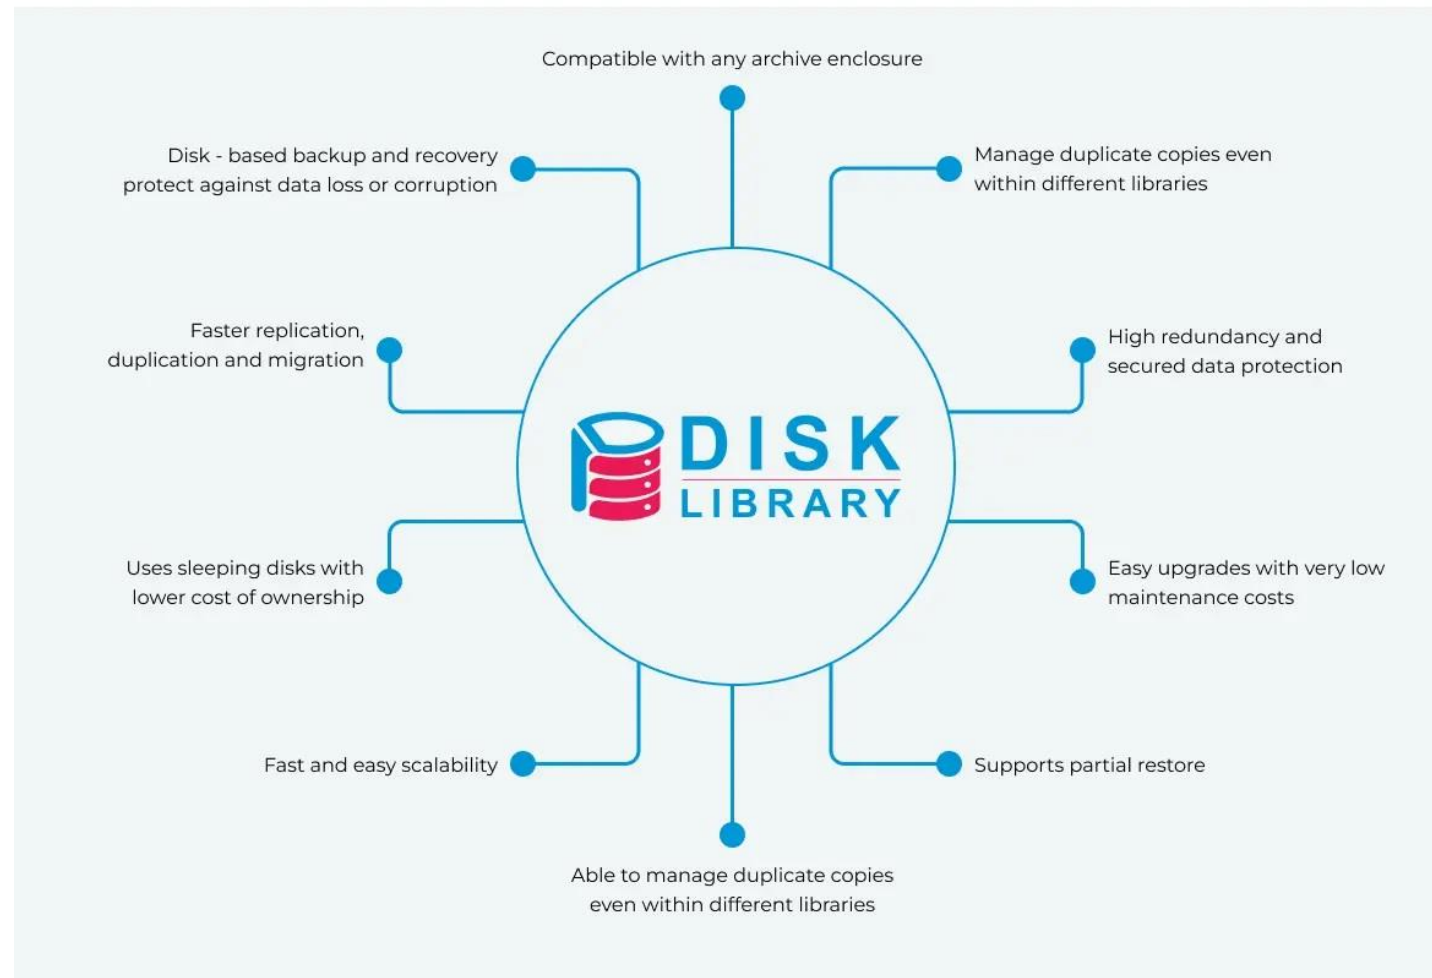 Compatible with any archive enclosure
Disk - based backup and recovery
protect against data loss or corruption
Manage duplicate copies even
within different libraries
Faster replication,
duplication and migration
High redundancy and
secured data protection
DISK
LIBRARY
Uses sleeping disks with
lower cost of ownership
Easy upgrades with very low
maintenance costs
Fast and easy scalability
Supports partial restore
Able to manage duplicate copies
even within different libraries